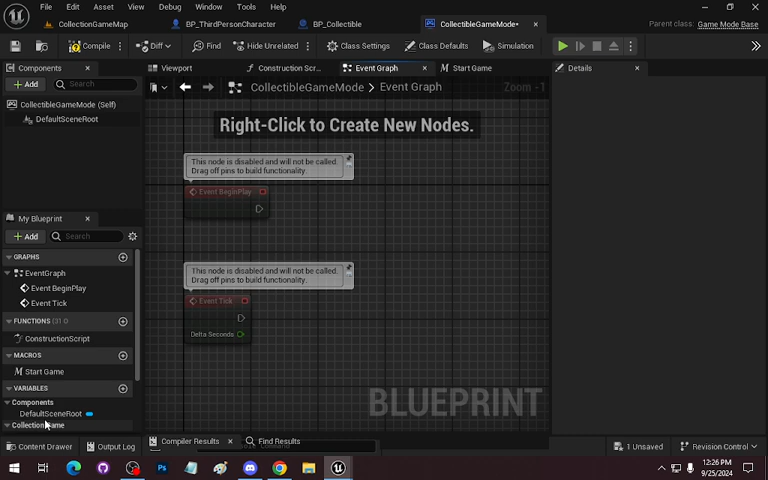 File Edit Asset View Debug Window Tools Help
CollectionGameMap BP_ThirdPersonCharacter BP_Collectible CollectibleGameMode* Parent class: Game Mode Base
Compile Diff Find Hide Unrelated Class Settings Class Defaults Simulation
Components Viewport Construction Scr... Event Graph Start Game Details
Add Search CollectibleGameMode Event Graph Zoom -1
CollectibleGameMode (Self)
DefaultSceneRoot
Right-Click to Create New Nodes.
This node is disabled and will not be called.
Drag off pins to build functionality.
Event BeginPlay
My Blueprint
Add Search
GRAPHS
EventGraph
Event BeginPlay
Event Tick
This node is disabled and will not be called.
Drag off pins to build functionality.
Event Tick
Delta Seconds
FUNCTIONS
ConstructionScript
MACROS
Start Game
VARIABLES
Components
DefaultSceneRoot
BLUEPRINT
Content Drawer Output Log Compiler Results Find Results 1 Unsaved Revision Control
12:26 PM
9/25/2024